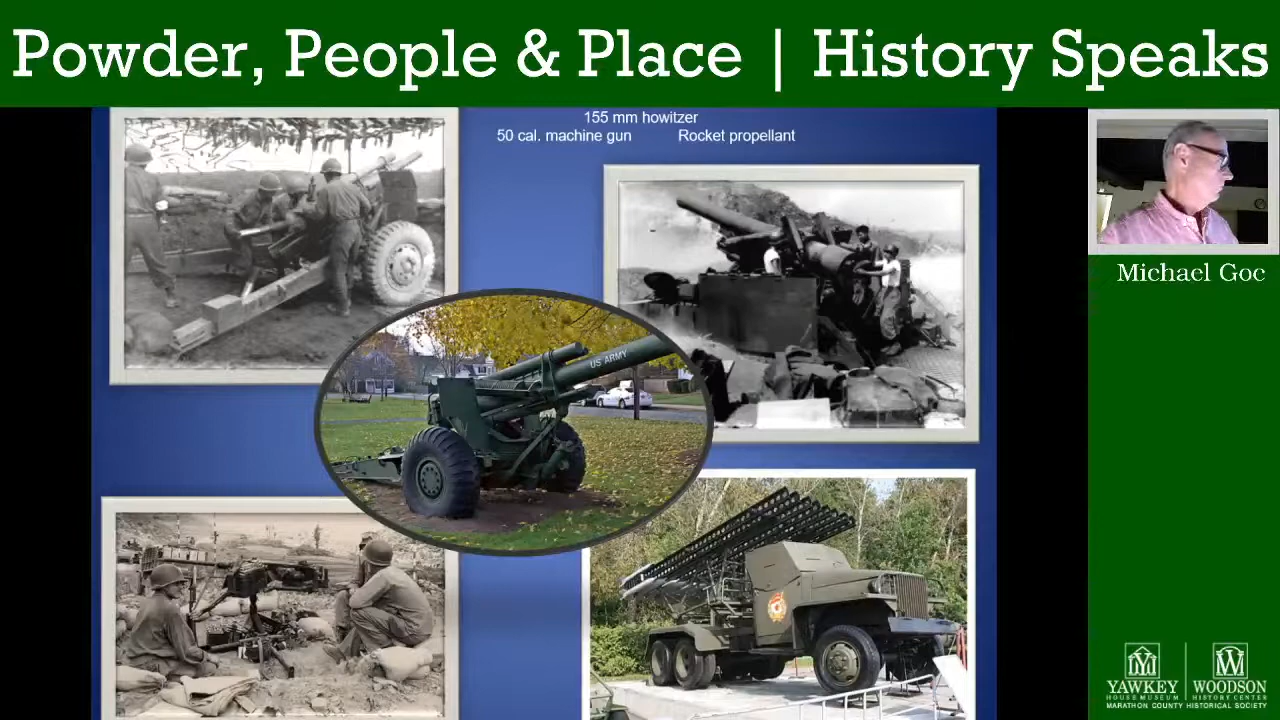 Powder, People & Place | History Speaks
155 mm howitzer
50 cal. machine gun Rocket propellant
US ARMY
Michael Goc
YAWKEY
HOUSE MUSEUM
WOODSON
HISTORY CENTER
MARATHON COUNTY HISTORICAL SOCIETY